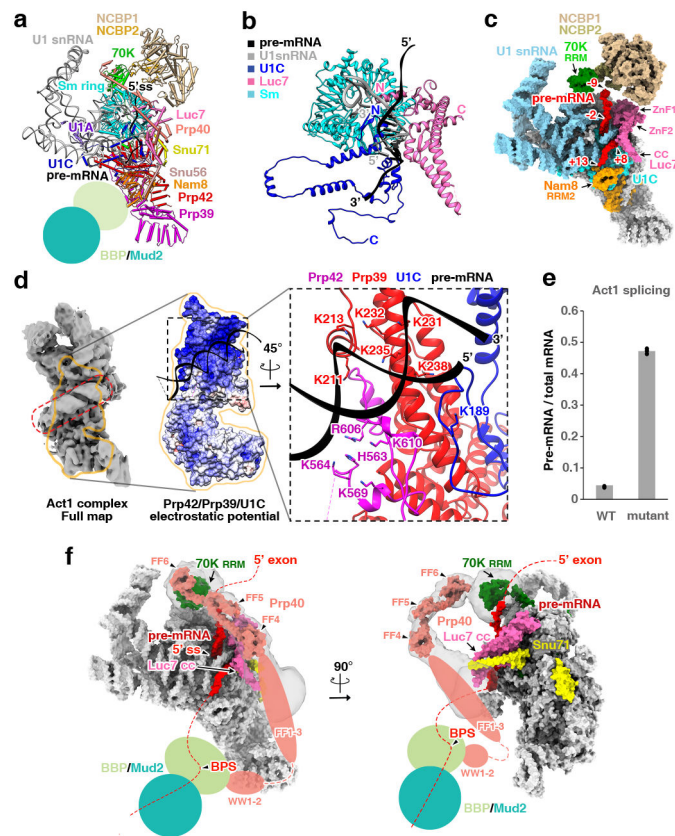 a
NCBP1
NCBP2
U1 snRNA
70K
Sm ring
5'ss
Luc7
Prp40
U1A
Snu71
U1C
Snu56
pre-mRNA
Nam8
Prp42
Prp39
BBP/Mud2
b
pre-mRNA
U1snRNA
U1C
Luc7
Sm
5'
N
N
3'
C
5'
3'
C
c
NCBP1
NCBP2
U1 snRNA
70K
RRM
-9
pre-mRNA
-2
ZnF1
ZnF2
CC
+13
+8
Luc7
U1C
Nam8
RRM2
d
Act1 complex
Full map
45°
Prp42/Prp39/U1C
electrostatic potential
Prp42 Prp39 U1C pre-mRNA
K213
K232
K231
3'
K235
5'
K238
K211
K189
R606
K610
K564
H563
K569
e
Act1 splicing
Pre-mRNA / total mRNA
0.6
0.5
0.4
0.3
0.2
0.1
0
WT
mutant
f
FF6
70K RRM
5' exon
FF5
Prp40
FF4
pre-mRNA
5' ss
Luc7 cc
FF1-3
BBP/Mud2
BPS
WW1-2
90°
70K RRM
5' exon
FF6
FF5
pre-mRNA
Prp40
FF4
Luc7 cc
Snu71
FF1-3
BPS
WW1-2
BBP/Mud2